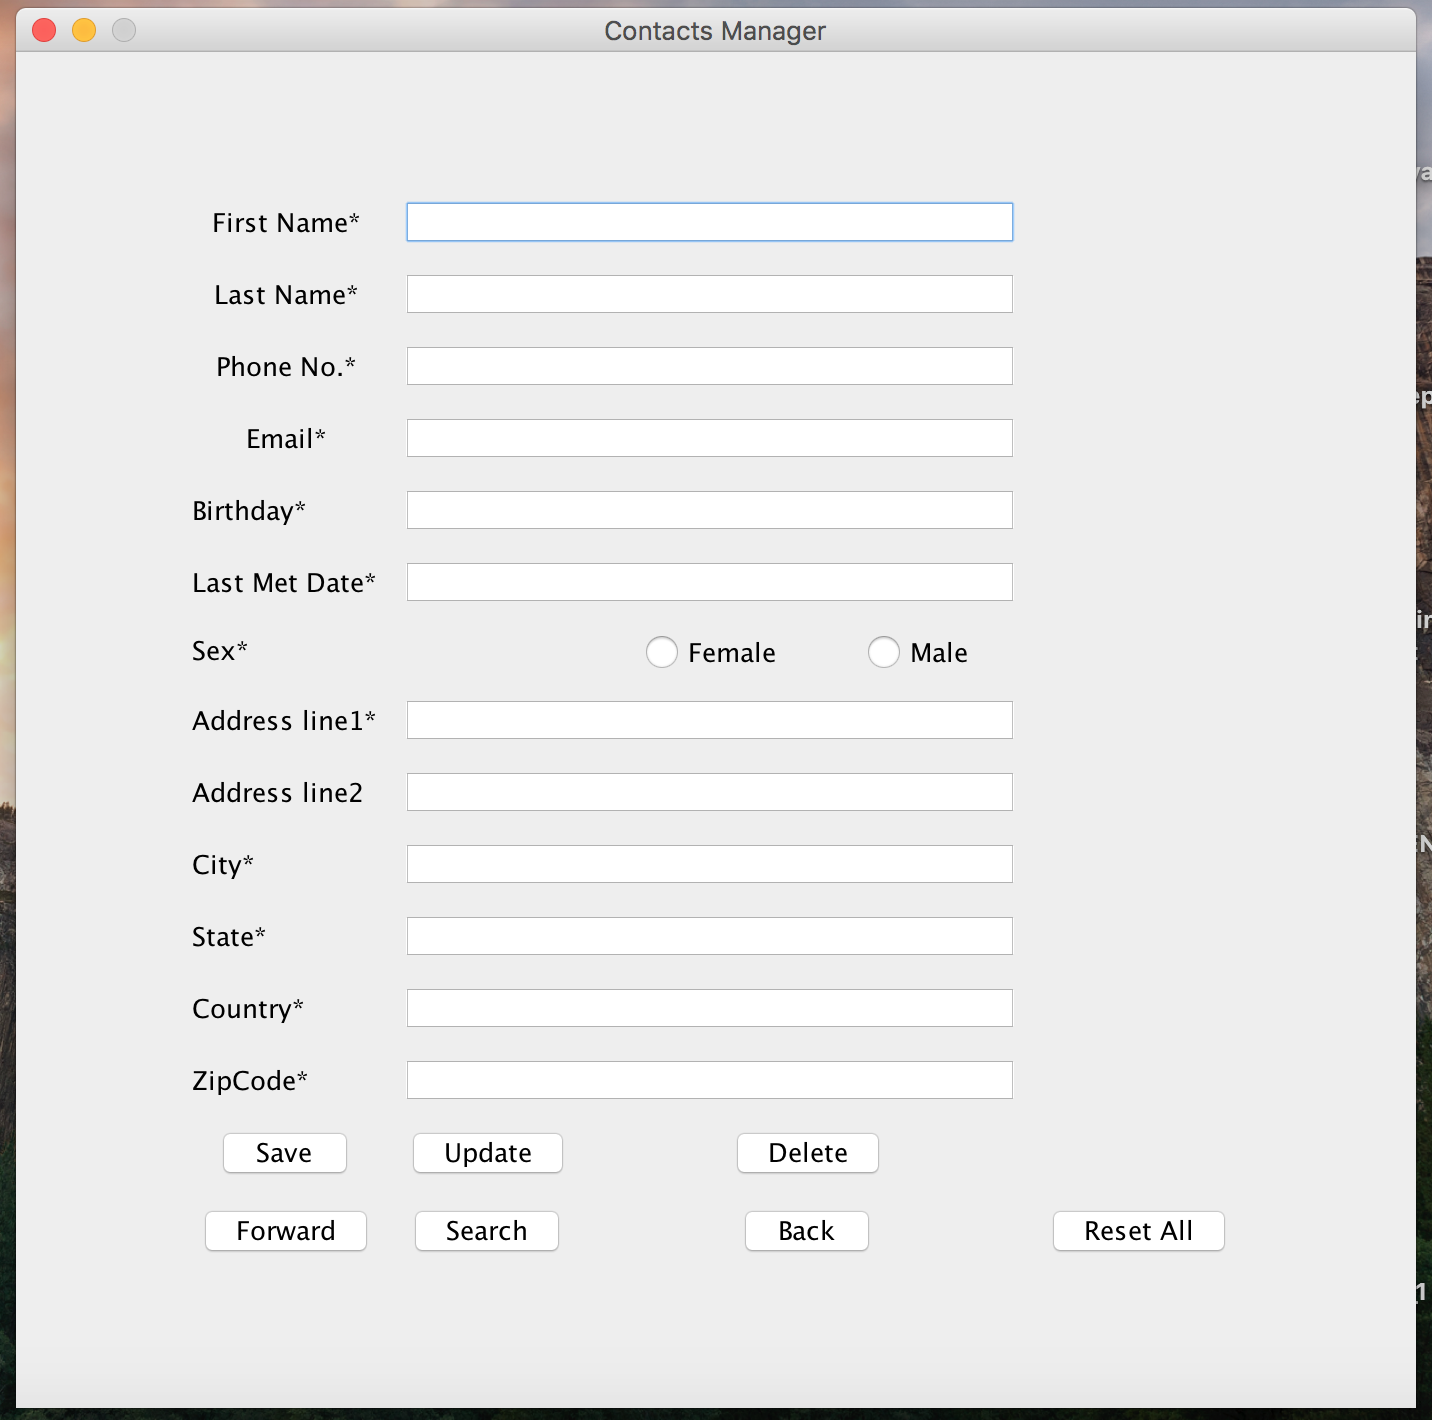 Contacts Manager
First Name*
Last Name*
Phone No.*
Email*
Birthday*
Last Met Date*
Sex* Female Male
Address line1*
Address line2
City*
State*
Country*
ZipCode*
Save Update Delete
Forward Search Back Reset All